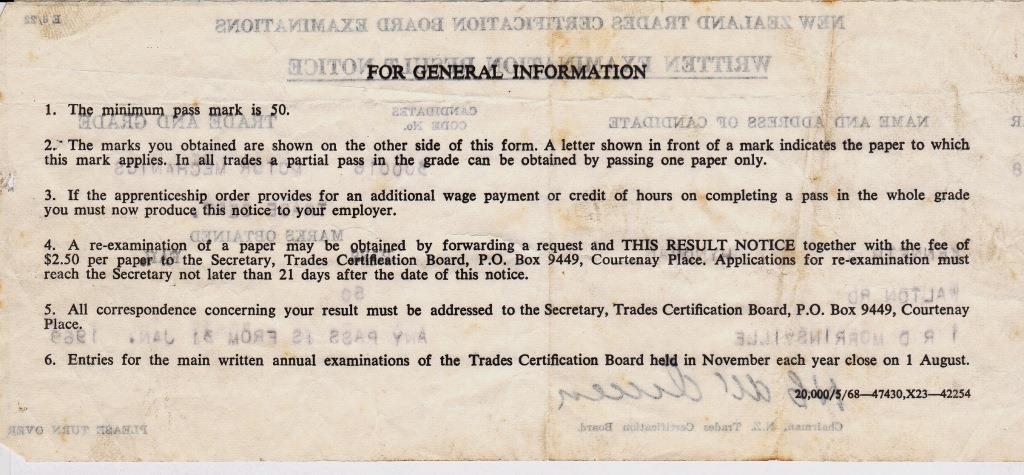 FOR GENERAL INFORMATION
1. The minimum pass mark is 50.
2. The marks you obtained are shown on the other side of this form. A letter shown in front of a mark indicates the paper to which
this mark applies. In all trades a partial pass in the grade can be obtained by passing one paper only.
3. If the apprenticeship order provides for an additional wage payment or credit of hours on completing a pass in the whole grade
you must now produce this notice to your employer.
4. A re-examination of a paper may be obtained by forwarding a request and THIS RESULT NOTICE together with the fee of
$2.50 per paper to the Secretary, Trades Certification Board, P.O. Box 9449, Courtenay Place. Applications for re-examination must
reach the Secretary not later than 21 days after the date of this notice.
5. All correspondence concerning your result must be addressed to the Secretary, Trades Certification Board, P.O. Box 9449, Courtenay
Place.
6. Entries for the main written annual examinations of the Trades Certification Board held in November each year close on 1 August.
20,000/5/68—47430,X23—42254